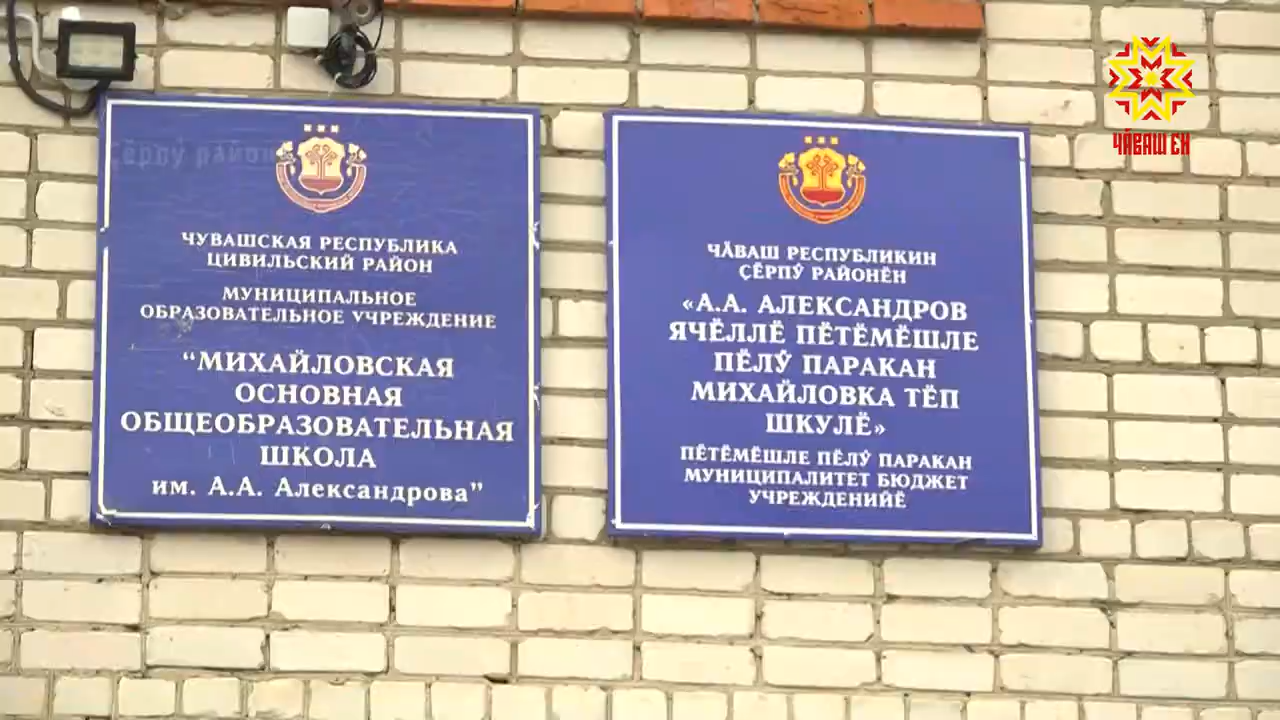 ЧУВАШСКАЯ РЕСПУБЛИКА
ЦИВИЛЬСКИЙ РАЙОН
МУНИЦИПАЛЬНОЕ
ОБРАЗОВАТЕЛЬНОЕ УЧРЕЖДЕНИЕ
“МИХАЙЛОВСКАЯ
ОСНОВНАЯ
ОБЩЕОБРАЗОВАТЕЛЬНАЯ
ШКОЛА
им. А.А. Александрова”
ЧӐВАШ РЕСПУБЛИКИН
ҪӖРПӲ РАЙОНӖН
«А.А. АЛЕКСАНДРОВ
ЯЧӖЛЛӖ ПӖТӖМӖШЛЕ
ПӖЛӲ ПАРАКАН
МИХАЙЛОВКА ТӖП
ШКУЛӖ»
ПӖТӖМӖШЛЕ ПӖЛӲ ПАРАКАН
МУНИЦИПАЛИТЕТ БЮДЖЕТ
УЧРЕЖДЕНИЙӖ
ЧӐВАШ ЕН